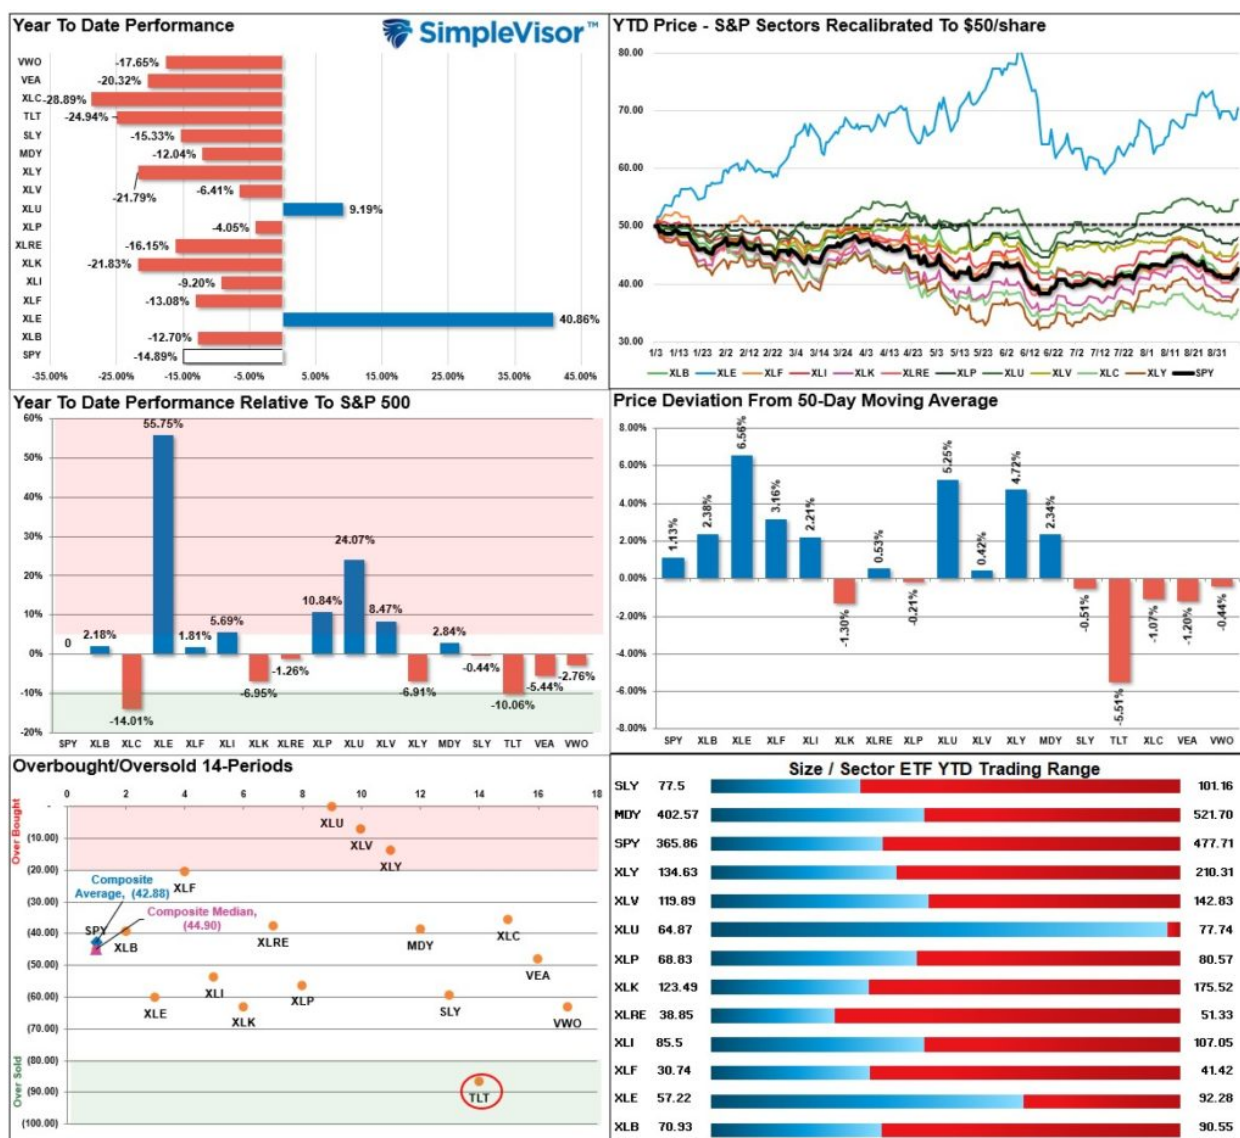 Year To Date Performance
SimpleVisor™
VWO -17.65%
VEA -20.32%
XLC -28.89%
TLT -24.94%
SLY -15.33%
MDY -12.04%
XLY -21.79%
XLV -6.41%
XLU 9.19%
XLP -4.05%
XLRE -16.15%
XLK -21.83%
XLI -9.20%
XLF -13.08%
XLE 40.86%
XLB -12.70%
SPY -14.89%
-35.00% -25.00% -15.00% -5.00% 5.00% 15.00% 25.00% 35.00% 45.00%
YTD Price - S&P Sectors Recalibrated To $50/share
80.00
70.00
60.00
50.00
40.00
30.00
1/3 1/13 1/23 2/2 2/12 2/22 3/4 3/14 3/24 4/3 4/13 4/23 5/3 5/13 5/23 6/2 6/12 6/22 7/2 7/12 7/22 8/1 8/11 8/21 8/31
XLB XLE XLF XLI XLK XLRE XLP XLU XLV XLC XLY SPY
Year To Date Performance Relative To S&P 500
60%
50%
40%
30%
20%
10%
0%
-10%
-20%
0 2.18% -14.01% 55.75% 1.81% 5.69% -6.95% -1.26% 10.84% 24.07% 8.47% -6.91% 2.84% -0.44% -10.06% -5.44% -2.76%
SPY XLB XLC XLE XLF XLI XLK XLRE XLP XLU XLV XLY MDY SLY TLT VEA VWO
Price Deviation From 50-Day Moving Average
8.00%
6.00%
4.00%
2.00%
0.00%
-2.00%
-4.00%
-6.00%
-8.00%
1.13% 2.38% 6.56% 3.16% 2.21% -1.30% 0.53% -0.21% 5.25% 0.42% 4.72% 2.34% -0.51% -5.51% -1.07% -1.20% -0.44%
SPY XLB XLE XLF XLI XLK XLRE XLP XLU XLV XLY MDY SLY TLT XLC VEA VWO
Overbought/Oversold 14-Periods
0 2 4 6 8 10 12 14 16 18
-
(10.00)
(20.00)
(30.00)
(40.00)
(50.00)
(60.00)
(70.00)
(80.00)
(90.00)
(100.00)
Over Bought
Over Sold
XLU
XLV
XLY
XLF
Composite
Average, (42.88)
Composite Median,
(44.90)
SPY
XLB
XLRE
MDY
XLC
VEA
XLE
XLI
XLK
XLP
SLY
VWO
TLT
Size / Sector ETF YTD Trading Range
SLY 77.5 101.16
MDY 402.57 521.70
SPY 365.86 477.71
XLY 134.63 210.31
XLV 119.89 142.83
XLU 64.87 77.74
XLP 68.83 80.57
XLK 123.49 175.52
XLRE 38.85 51.33
XLI 85.5 107.05
XLF 30.74 41.42
XLE 57.22 92.28
XLB 70.93 90.55